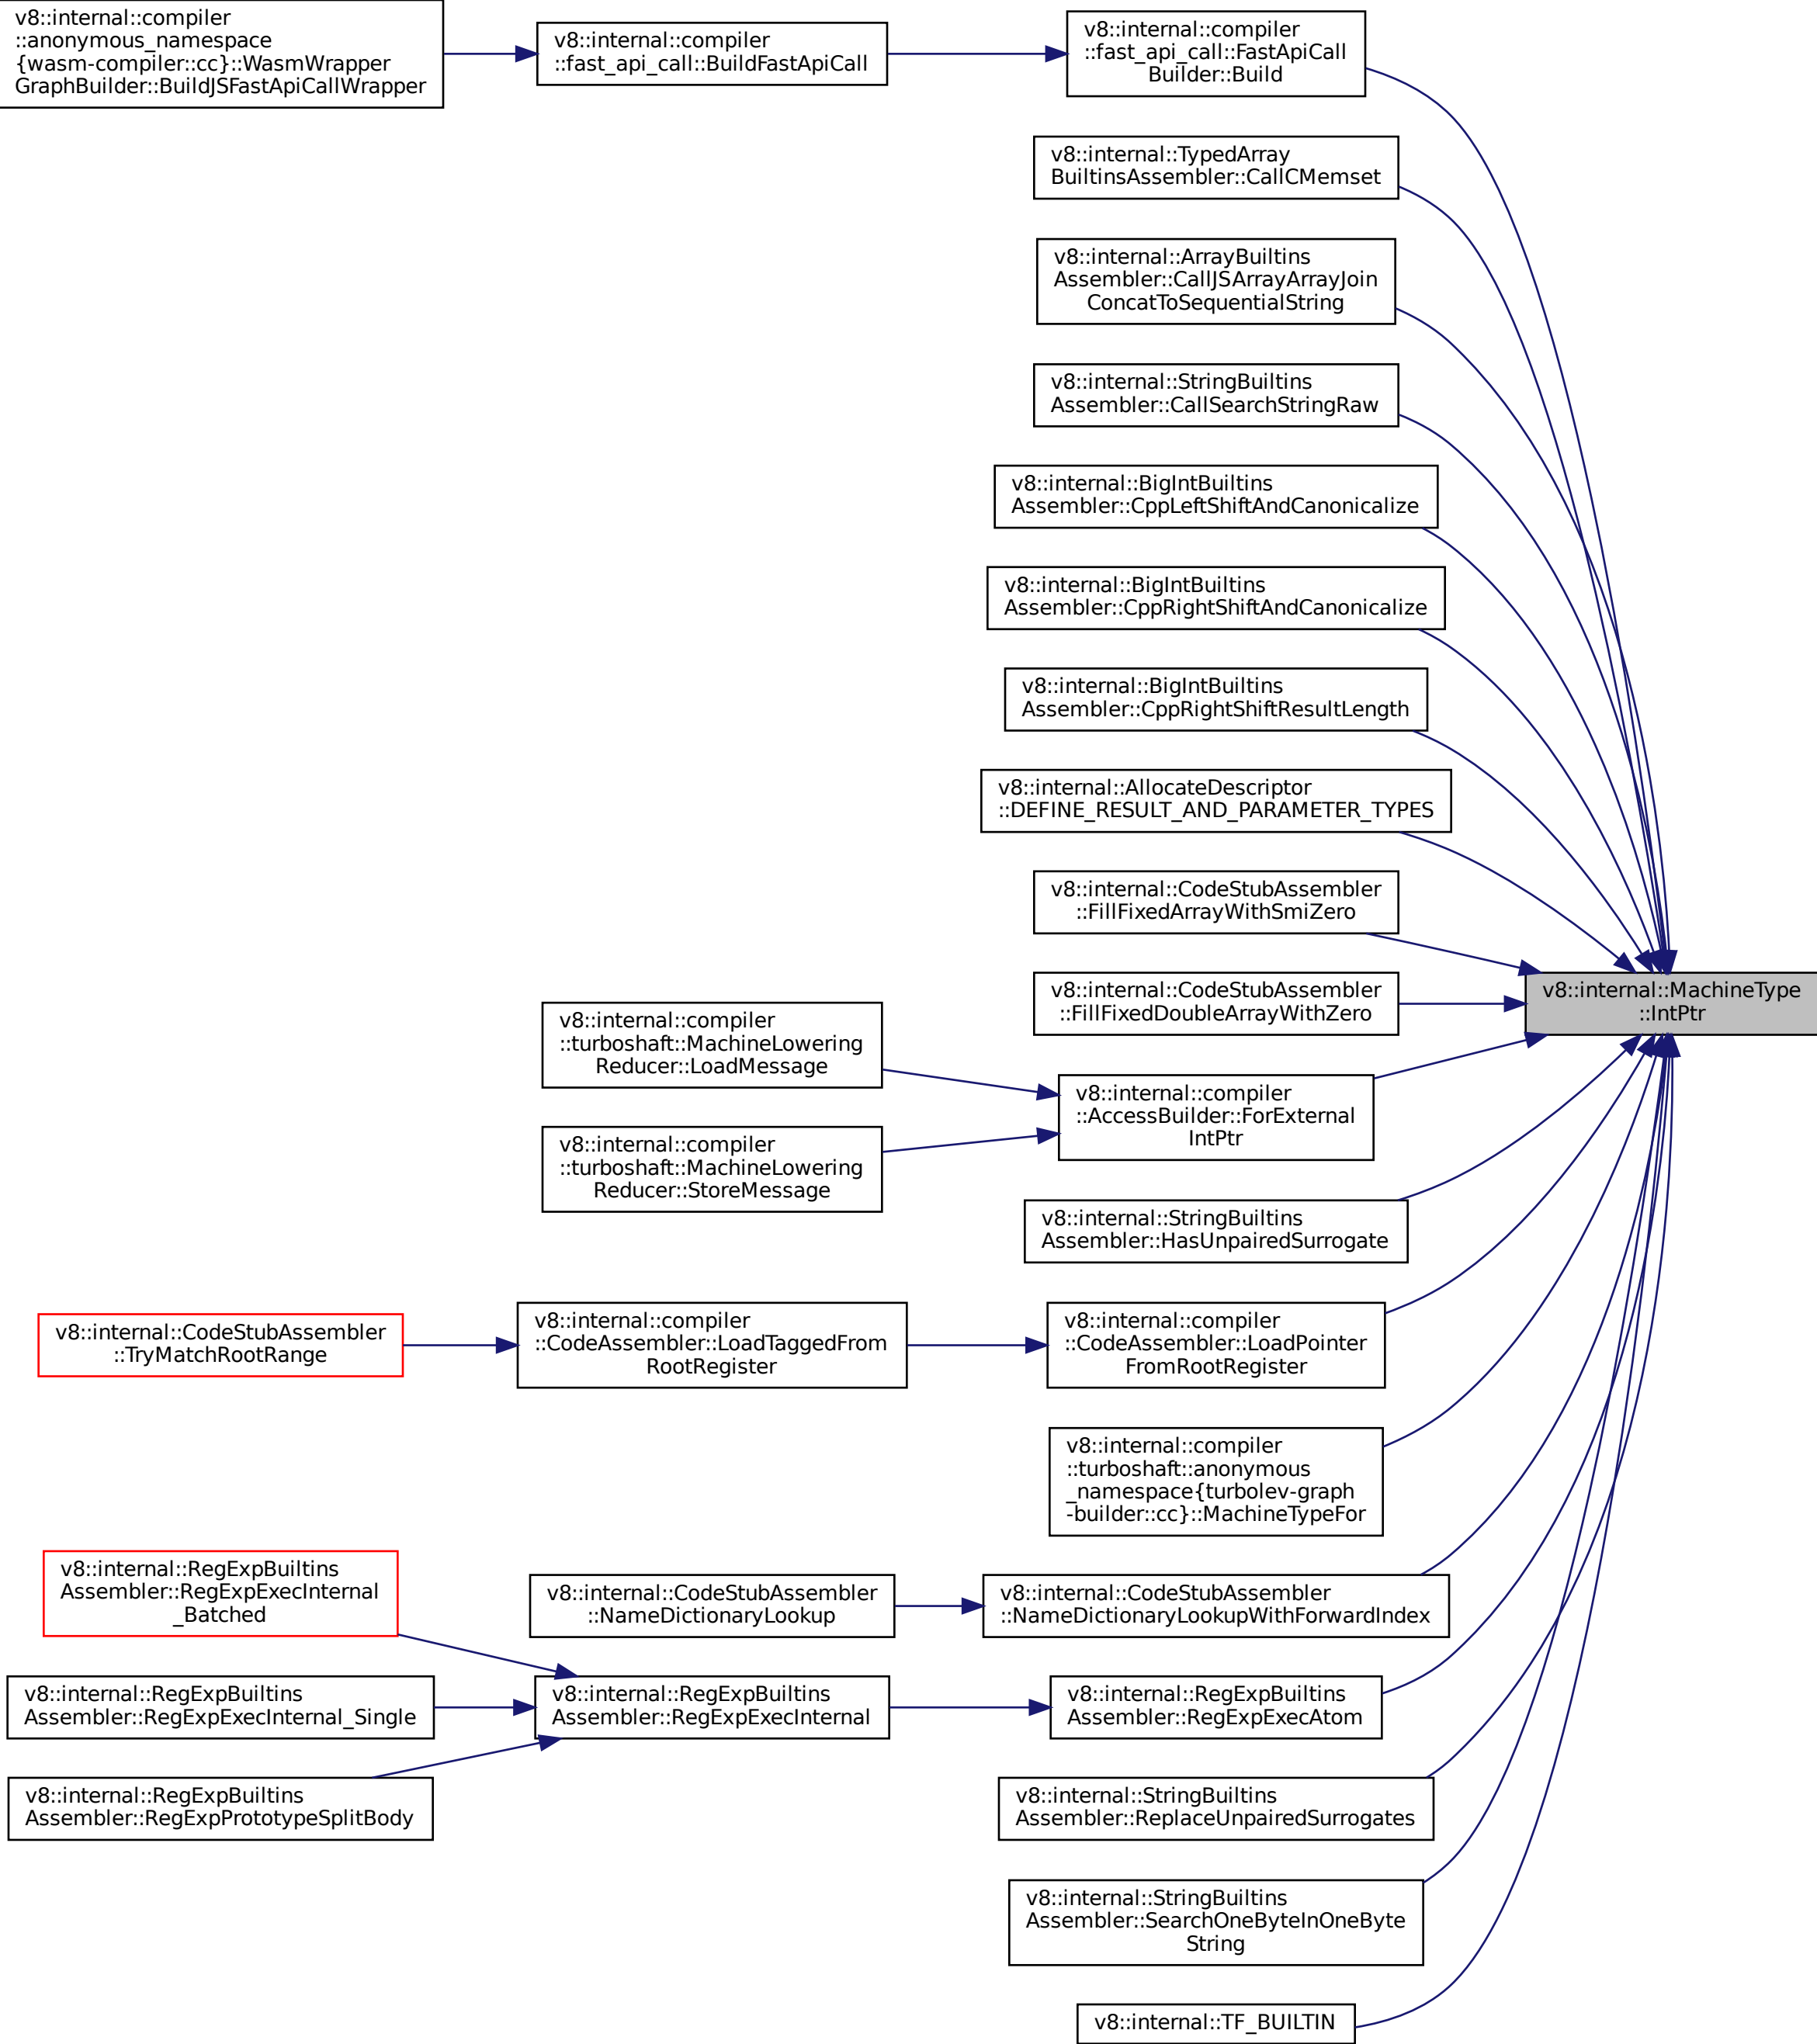 v8::internal::compiler
::anonymous_namespace
{wasm-compiler::cc}::WasmWrapper
GraphBuilder::BuildJSFastApiCallWrapper
v8::internal::compiler
::fast_api_call::BuildFastApiCall
v8::internal::compiler
::fast_api_call::FastApiCall
Builder::Build
v8::internal::TypedArray
BuiltinsAssembler::CallCMemset
v8::internal::ArrayBuiltins
Assembler::CallJSArrayArrayJoin
ConcatToSequentialString
v8::internal::StringBuiltins
Assembler::CallSearchStringRaw
v8::internal::BigIntBuiltins
Assembler::CppLeftShiftAndCanonicalize
v8::internal::BigIntBuiltins
Assembler::CppRightShiftAndCanonicalize
v8::internal::BigIntBuiltins
Assembler::CppRightShiftResultLength
v8::internal::AllocateDescriptor
::DEFINE_RESULT_AND_PARAMETER_TYPES
v8::internal::CodeStubAssembler
::FillFixedArrayWithSmiZero
v8::internal::CodeStubAssembler
::FillFixedDoubleArrayWithZero
v8::internal::MachineType
::IntPtr
v8::internal::compiler
::turboshaft::MachineLowering
Reducer::LoadMessage
v8::internal::compiler
::AccessBuilder::ForExternal
IntPtr
v8::internal::compiler
::turboshaft::MachineLowering
Reducer::StoreMessage
v8::internal::StringBuiltins
Assembler::HasUnpairedSurrogate
v8::internal::CodeStubAssembler
::TryMatchRootRange
v8::internal::compiler
::CodeAssembler::LoadTaggedFrom
RootRegister
v8::internal::compiler
::CodeAssembler::LoadPointer
FromRootRegister
v8::internal::compiler
::turboshaft::anonymous
_namespace{turbolev-graph
-builder::cc}::MachineTypeFor
v8::internal::RegExpBuiltins
Assembler::RegExpExecInternal
_Batched
v8::internal::CodeStubAssembler
::NameDictionaryLookup
v8::internal::CodeStubAssembler
::NameDictionaryLookupWithForwardIndex
v8::internal::RegExpBuiltins
Assembler::RegExpExecInternal_Single
v8::internal::RegExpBuiltins
Assembler::RegExpExecInternal
v8::internal::RegExpBuiltins
Assembler::RegExpExecAtom
v8::internal::RegExpBuiltins
Assembler::RegExpPrototypeSplitBody
v8::internal::StringBuiltins
Assembler::ReplaceUnpairedSurrogates
v8::internal::StringBuiltins
Assembler::SearchOneByteInOneByte
String
v8::internal::TF_BUILTIN